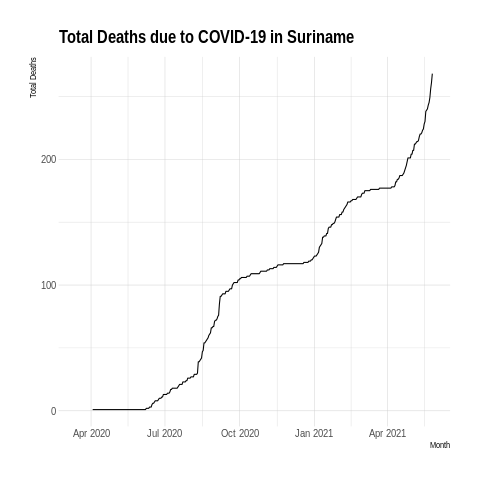 Total Deaths due to COVID-19 in Suriname
Total Deaths
200
100
0
Apr 2020 Jul 2020 Oct 2020 Jan 2021 Apr 2021
Month